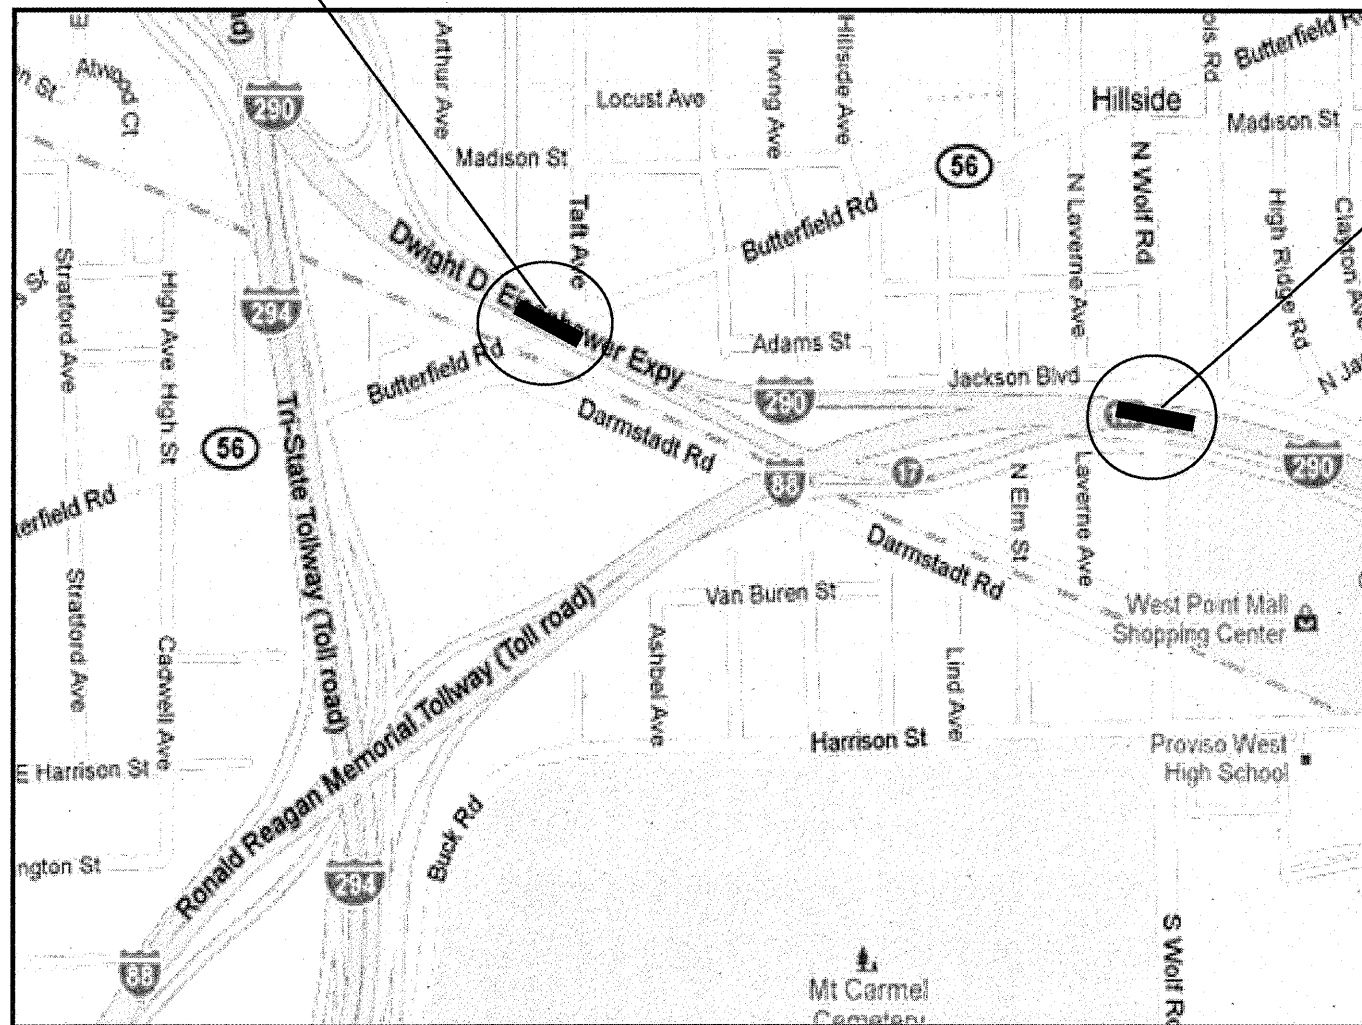 Atwood Ct
290
Arthur Ave
Locust Ave
Irving Ave
Hillside Ave
Hillside
Butterfield
Madison St
Madison St
56
Taft Ave
Butterfield Rd
N Laverne Ave
N Wolf Rd
High Ridge Rd
Clayton Ave
Stratford Ave
High Ave
294
Dwight D Eisenhower Expy
Adams St
Jackson Blvd
Butterfield Rd
290
High St
56
Tri-State Tollway (Toll road)
Darmstadt Rd
88
17
290
N Elm St
Laverne Ave
erfield Rd
Darmstadt Rd
Stratford Ave
Van Buren St
West Point Mall
Shopping Center
Cadwell Ave
Ashbel Ave
Lind Ave
Ronald Reagan Memorial Tollway (Toll road)
Harrison St
Proviso West
High School
E Harrison St
Buck Rd
ngton St
294
S Wolf Rd
88
Mt Carmel
Cemetery